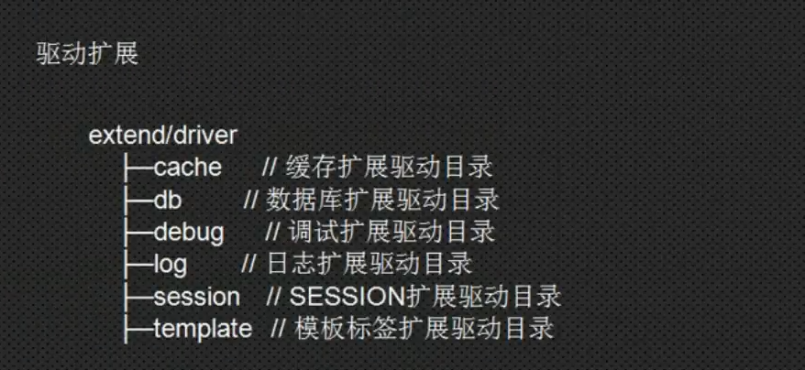 驱动扩展
extend/driver
├─cache // 缓存扩展驱动目录
├─db // 数据库扩展驱动目录
├─debug // 调试扩展驱动目录
├─log // 日志扩展驱动目录
├─session // SESSION扩展驱动目录
├─template // 模板标签扩展驱动目录